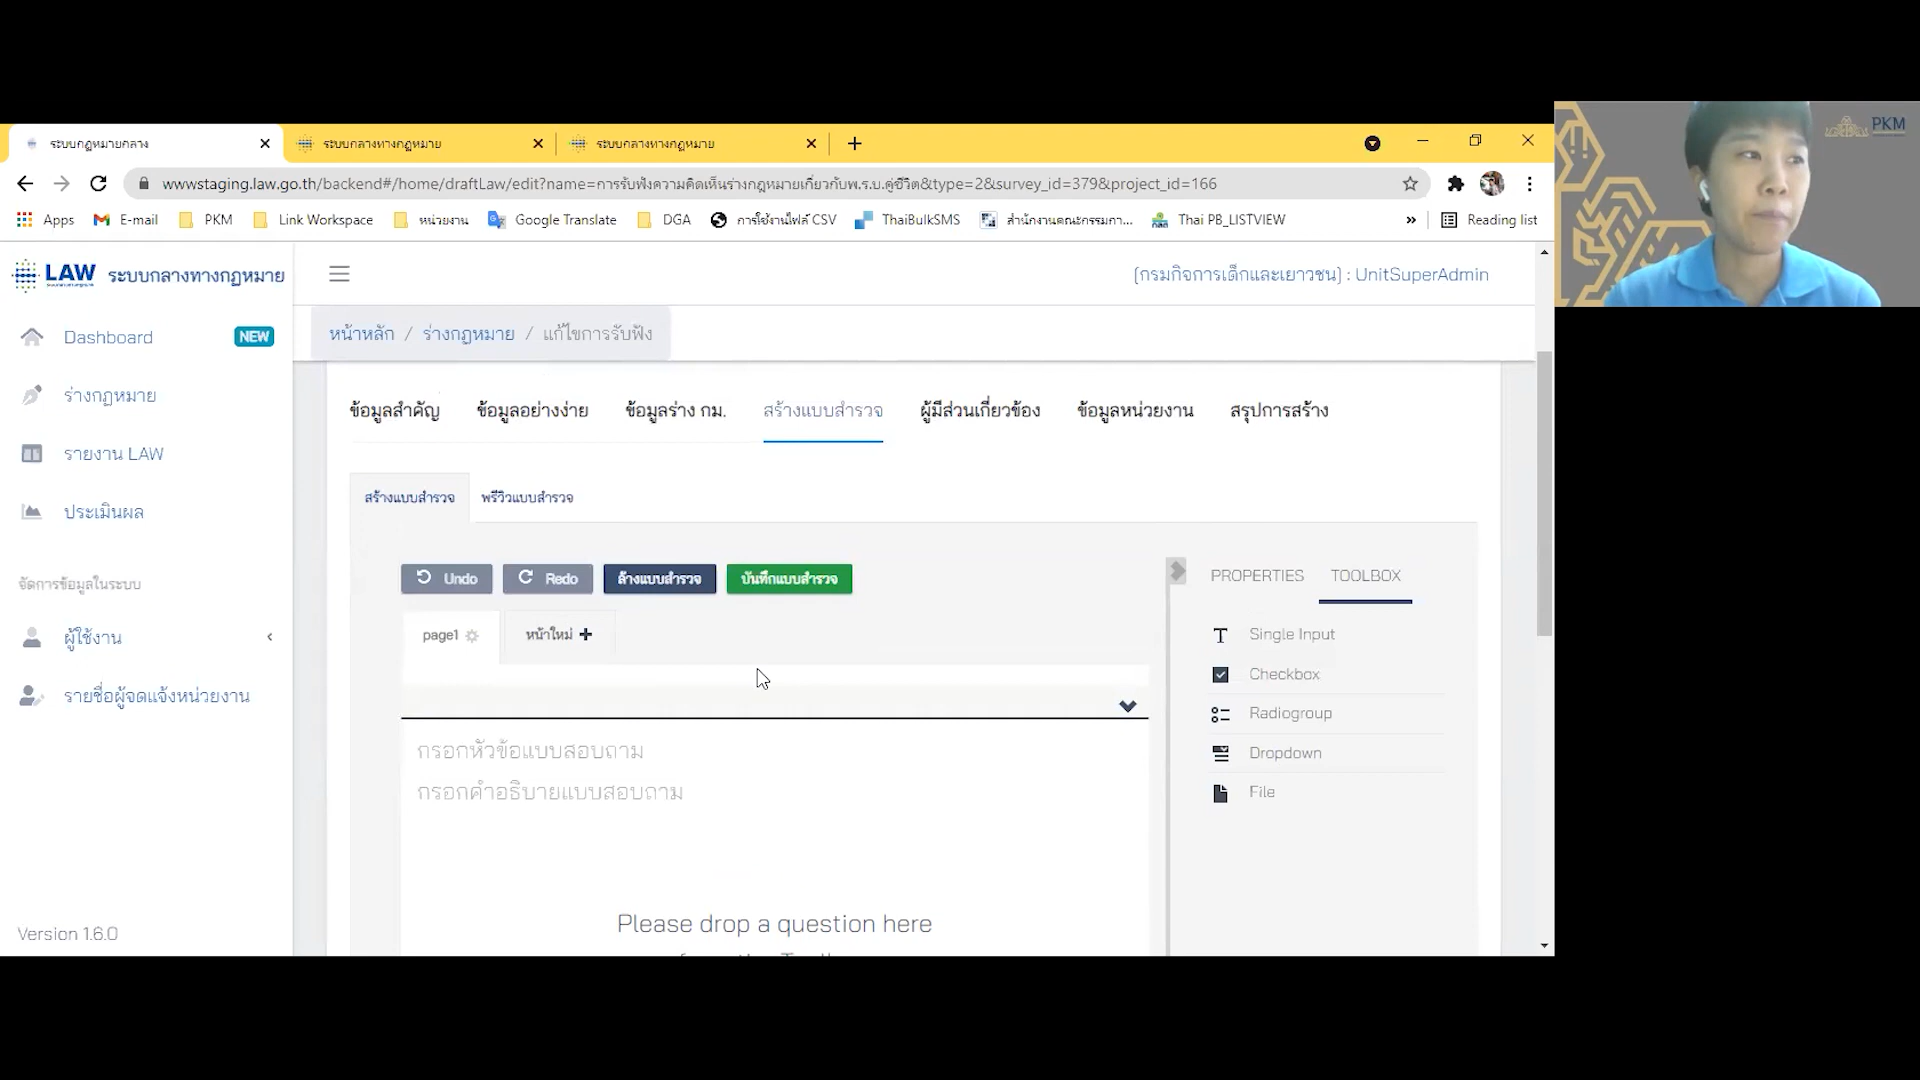 ระบบกฎหมายกลาง
ระบบกลางทางกฎหมาย
ระบบกลางทางกฎหมาย
wwwstaging.law.go.th/backend#/home/draftLaw/edit?name=การรับฟังความคิดเห็นร่างกฎหมายเกี่ยวกับพ.ร.บ.คู่ชีวิต&type=2&survey_id=379&project_id=166
Apps E-mail PKM Link Workspace หน่วยงาน Google Translate DGA การใช้งานไฟล์ CSV ThaiBulkSMS สำนักงานคณะกรรมกา... Thai PB_LISTVIEW » Reading list
PKM
LAW ระบบกลางทางกฎหมาย
[กรมกิจการเด็กและเยาวชน] : UnitSuperAdmin
Dashboard NEW
ร่างกฎหมาย
รายงาน LAW
ประเมินผล
จัดการข้อมูลในระบบ
ผู้ใช้งาน
รายชื่อผู้จดแจ้งหน่วยงาน
Version 1.6.0
หน้าหลัก / ร่างกฎหมาย / แก้ไขการรับฟัง
ข้อมูลสำคัญ ข้อมูลอย่างง่าย ข้อมูลร่าง กม. สร้างแบบสำรวจ ผู้มีส่วนเกี่ยวข้อง ข้อมูลหน่วยงาน สรุปการสร้าง
สร้างแบบสำรวจ พรีวิวแบบสำรวจ
Undo Redo ล้างแบบสำรวจ บันทึกแบบสำรวจ
page1 หน้าใหม่
กรอกหัวข้อแบบสอบถาม
กรอกคำอธิบายแบบสอบถาม
Please drop a question here
PROPERTIES TOOLBOX
Single Input
Checkbox
Radiogroup
Dropdown
File